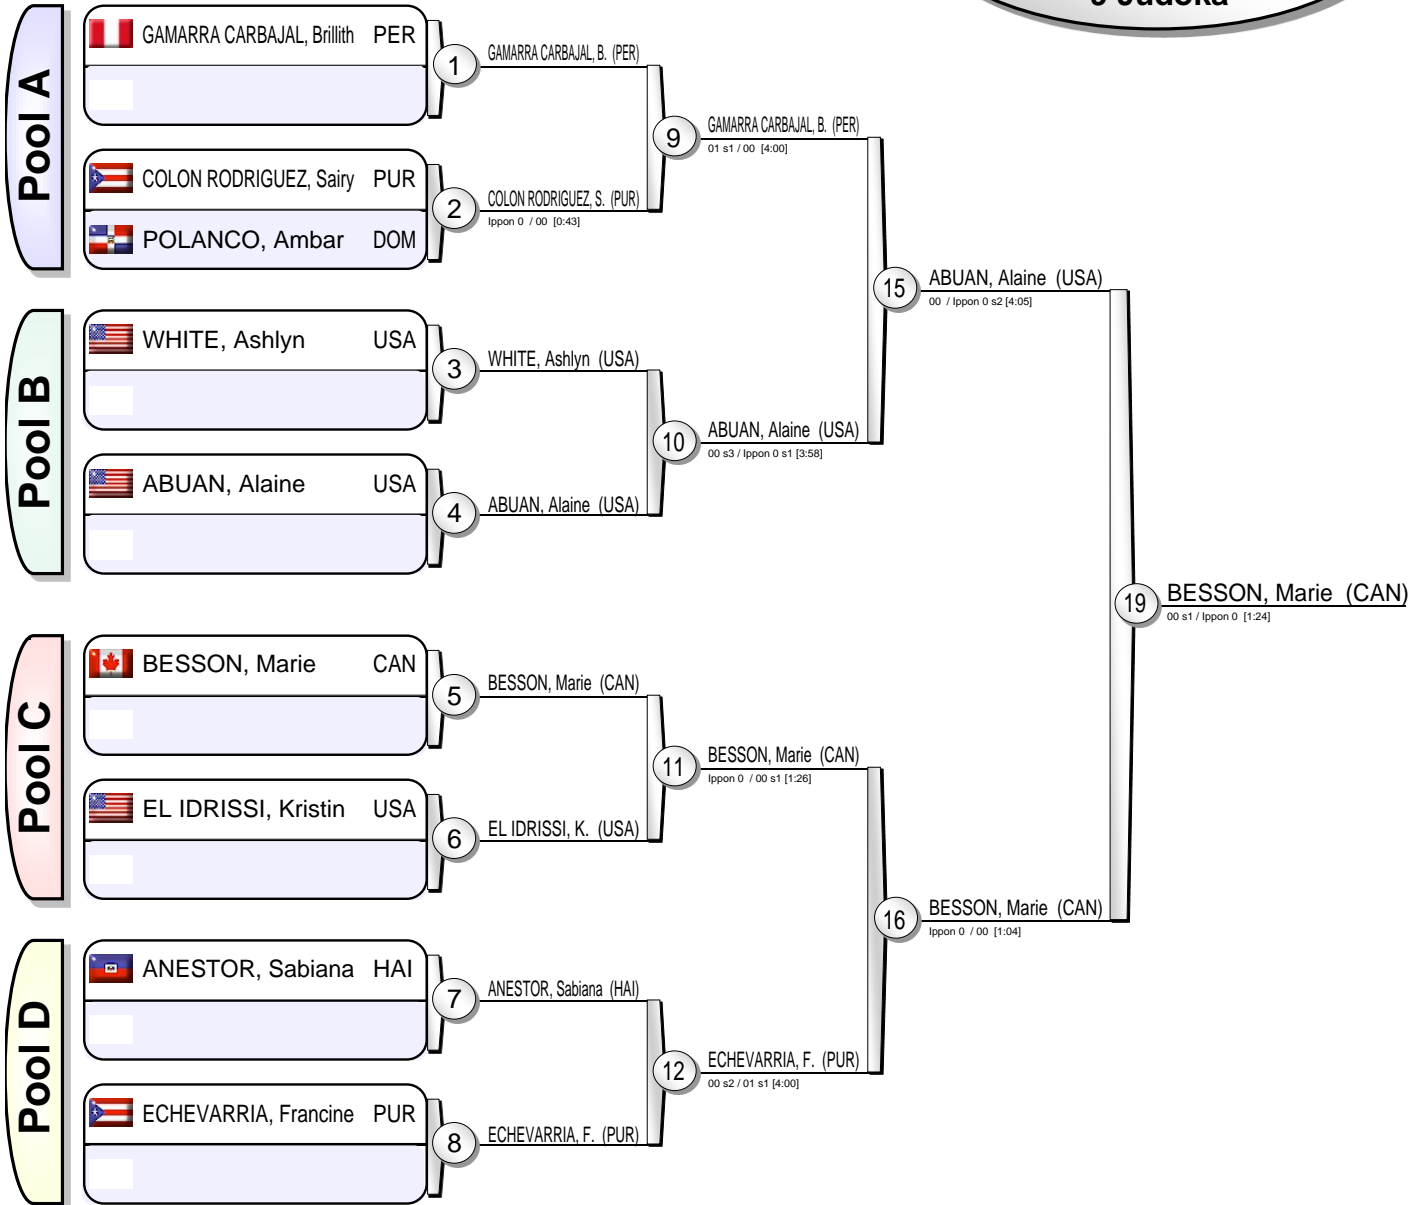 9 Judoka
Pool A
GAMARRA CARBAJAL, Brillith PER
COLON RODRIGUEZ, Sairy PUR
POLANCO, Ambar DOM
Pool B
WHITE, Ashlyn USA
ABUAN, Alaine USA
Pool C
BESSON, Marie CAN
EL IDRISSI, Kristin USA
Pool D
ANESTOR, Sabiana HAI
ECHEVARRIA, Francine PUR
1
GAMARRA CARBAJAL, B. (PER)
2
COLON RODRIGUEZ, S. (PUR)
Ippon 0 / 00 [0:43]
3
WHITE, Ashlyn (USA)
4
ABUAN, Alaine (USA)
5
BESSON, Marie (CAN)
6
EL IDRISSI, K. (USA)
7
ANESTOR, Sabiana (HAI)
8
ECHEVARRIA, F. (PUR)
9
GAMARRA CARBAJAL, B. (PER)
01 s1 / 00 [4:00]
10
ABUAN, Alaine (USA)
00 s3 / Ippon 0 s1 [3:58]
11
BESSON, Marie (CAN)
Ippon 0 / 00 s1 [1:26]
12
ECHEVARRIA, F. (PUR)
00 s2 / 01 s1 [4:00]
15
ABUAN, Alaine (USA)
00 / Ippon 0 s2 [4:05]
16
BESSON, Marie (CAN)
Ippon 0 / 00 [1:04]
19
BESSON, Marie (CAN)
00 s1 / Ippon 0 [1:24]